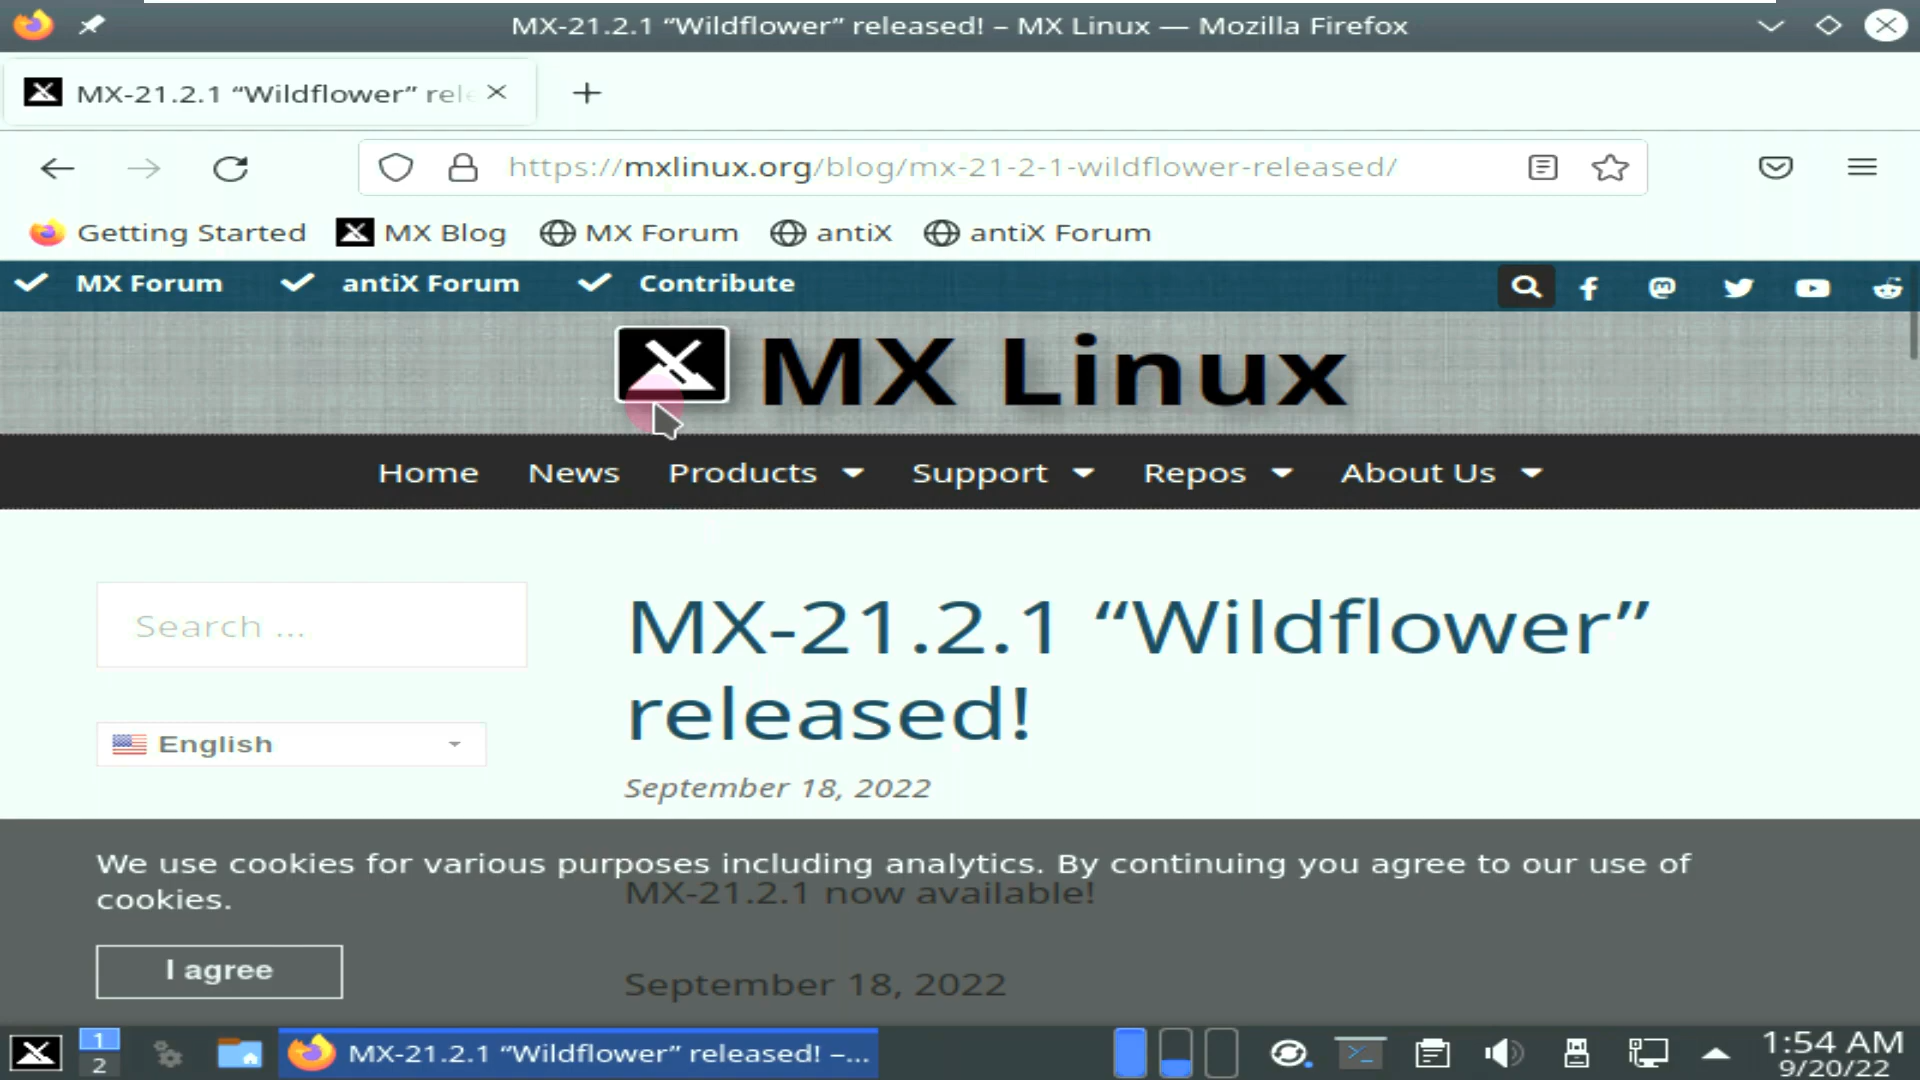 MX-21.2.1 “Wildflower” released! – MX Linux — Mozilla Firefox
MX-21.2.1 “Wildflower” rele
https://mxlinux.org/blog/mx-21-2-1-wildflower-released/
Getting Started MX Blog MX Forum antiX antiX Forum
MX Forum antiX Forum Contribute
MX Linux
Home News Products Support Repos About Us
Search ...
MX-21.2.1 “Wildflower”
released!
English
September 18, 2022
We use cookies for various purposes including analytics. By continuing you agree to our use of
cookies.
MX-21.2.1 now available!
I agree
September 18, 2022
1
2
MX-21.2.1 “Wildflower” released! –...
1:54 AM
9/20/22